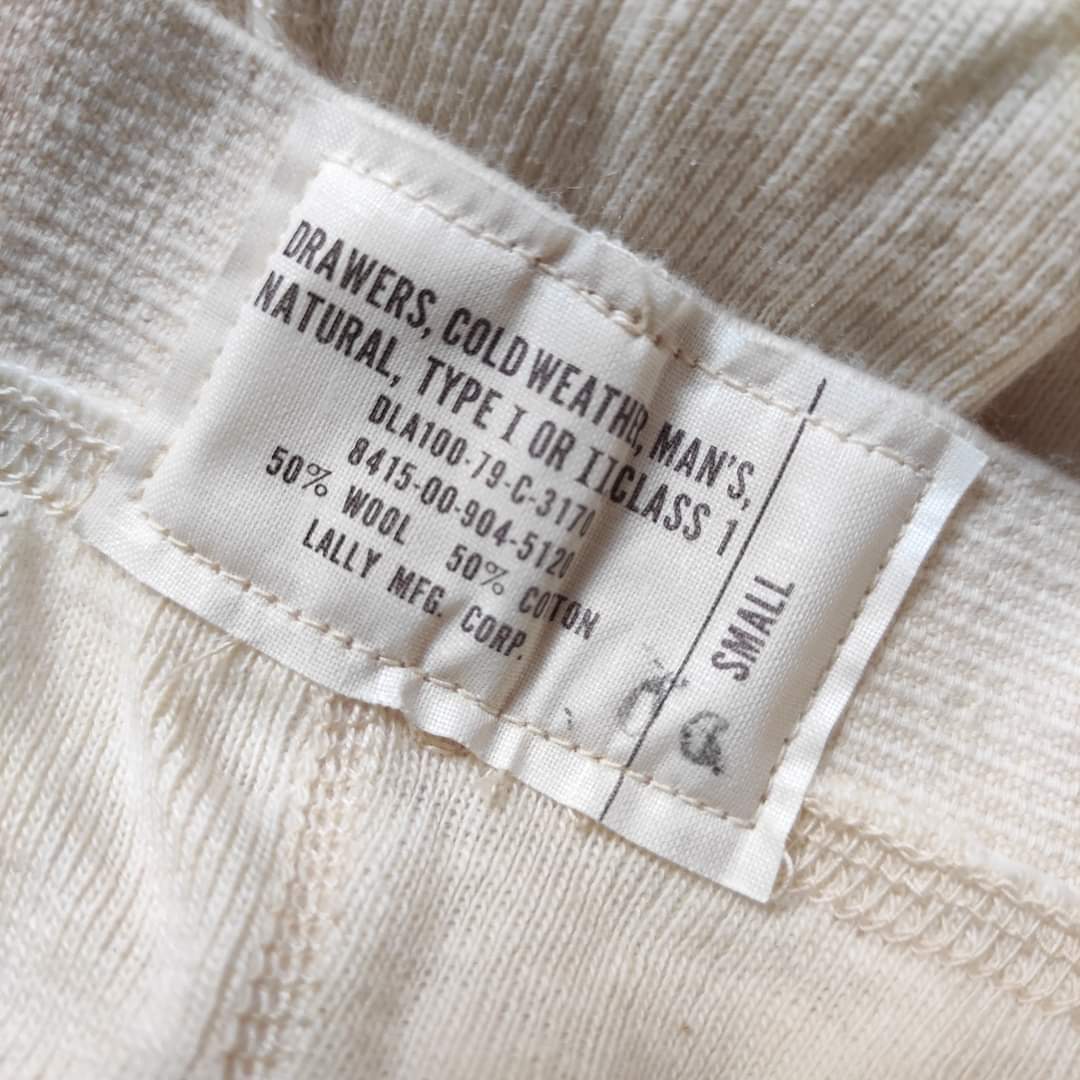 DRAWERS, COLD WEATHER, MAN'S,
NATURAL, TYPE I OR II CLASS 1
DLA100-79-C-3170
8415-00-904-5120
50% WOOL 50% COTON
LALLY MFG. CORP.
SMALL